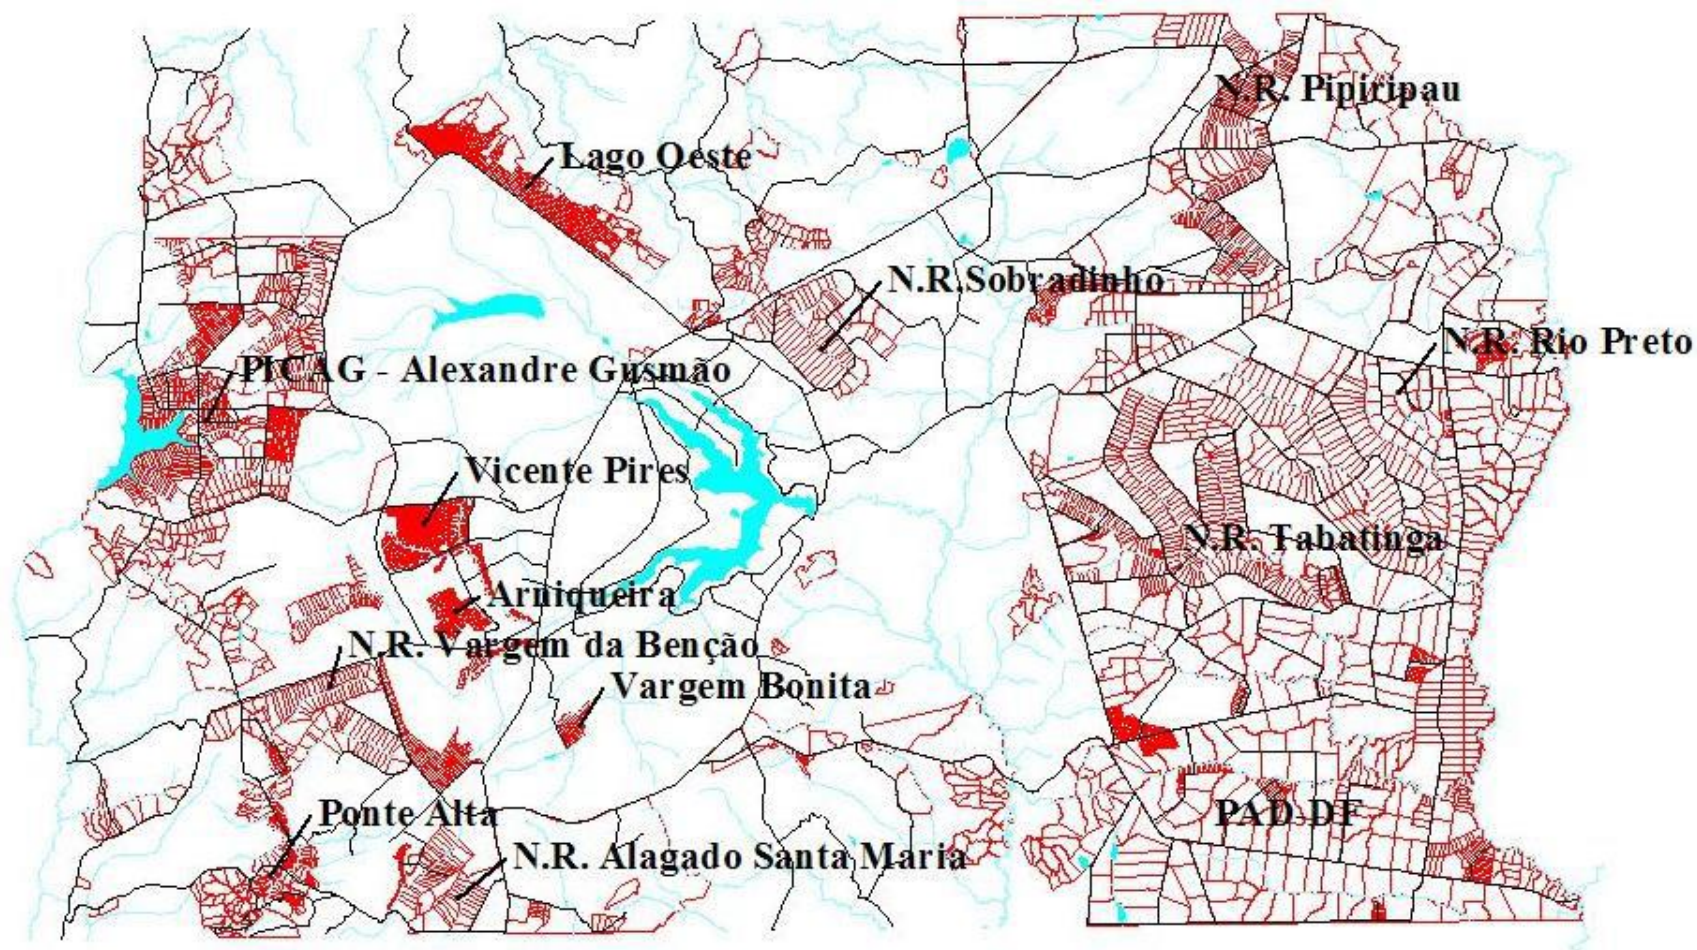 N.R. Pipiripau
Lago Oeste
N.R.Sobradinho
N.R. Rio Preto
PICAG - Alexandre Gusmão
Vicente Pires
N.R. Tabatinga
Arniqueira
N.R. Vargem da Benção
Vargem Bonita
Ponte Alta
PAD-DF
N.R. Alagado Santa Maria